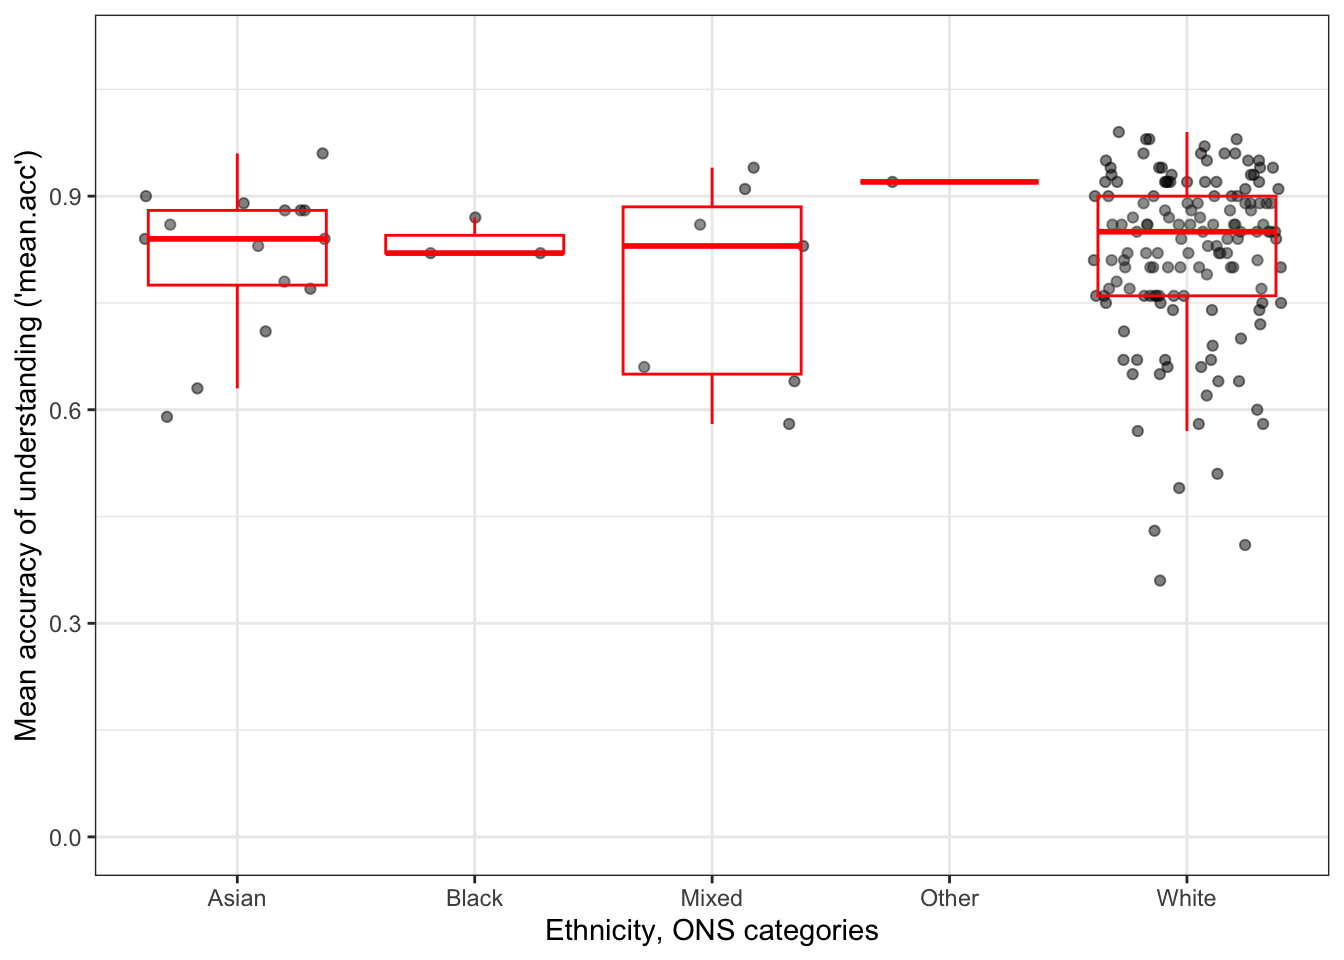 Mean accuracy of understanding ('mean.acc')
0.9
0.6
0.3
0.0
Asian Black Mixed Other White
Ethnicity, ONS categories